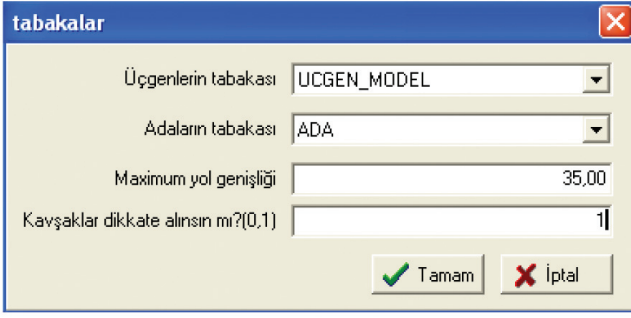 tabakalar
Üçgenlerin tabakası UCGEN_MODEL
Adaların tabakası ADA
Maximum yol genişliği 35,00
Kavşaklar dikkate alınsın mı?(0,1) 1
Tamam İptal